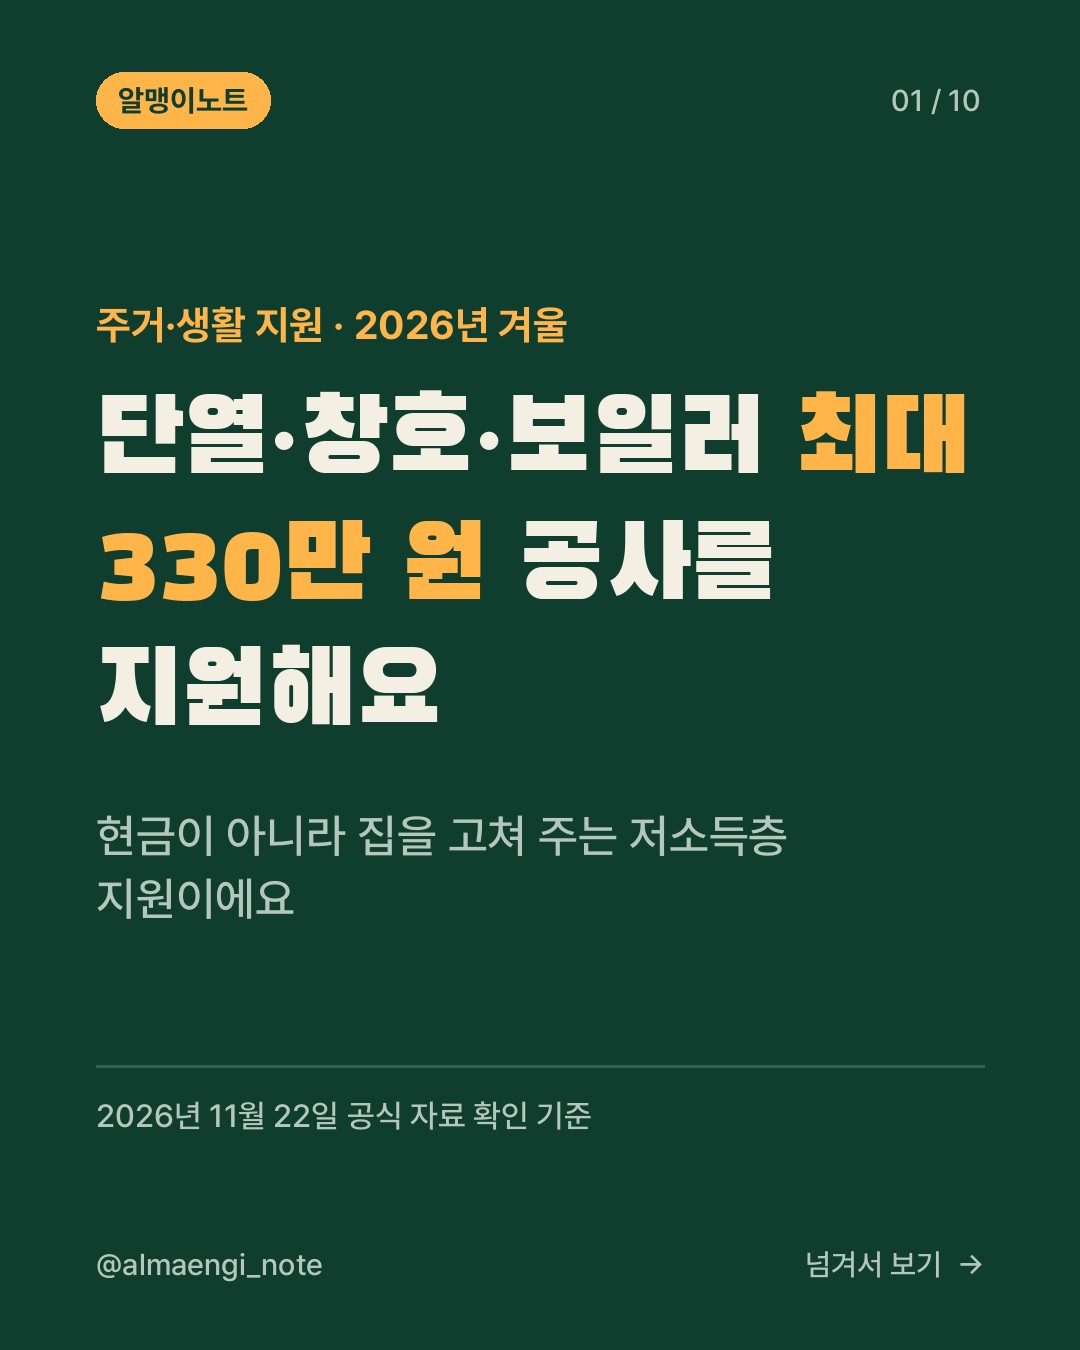 알맹이노트
01 / 10
주거·생활 지원 · 2026년 겨울
단열·창호·보일러 최대
330만 원 공사를
지원해요
현금이 아니라 집을 고쳐 주는 저소득층
지원이에요
2026년 11월 22일 공식 자료 확인 기준
@almaengi_note
넘겨서 보기 →